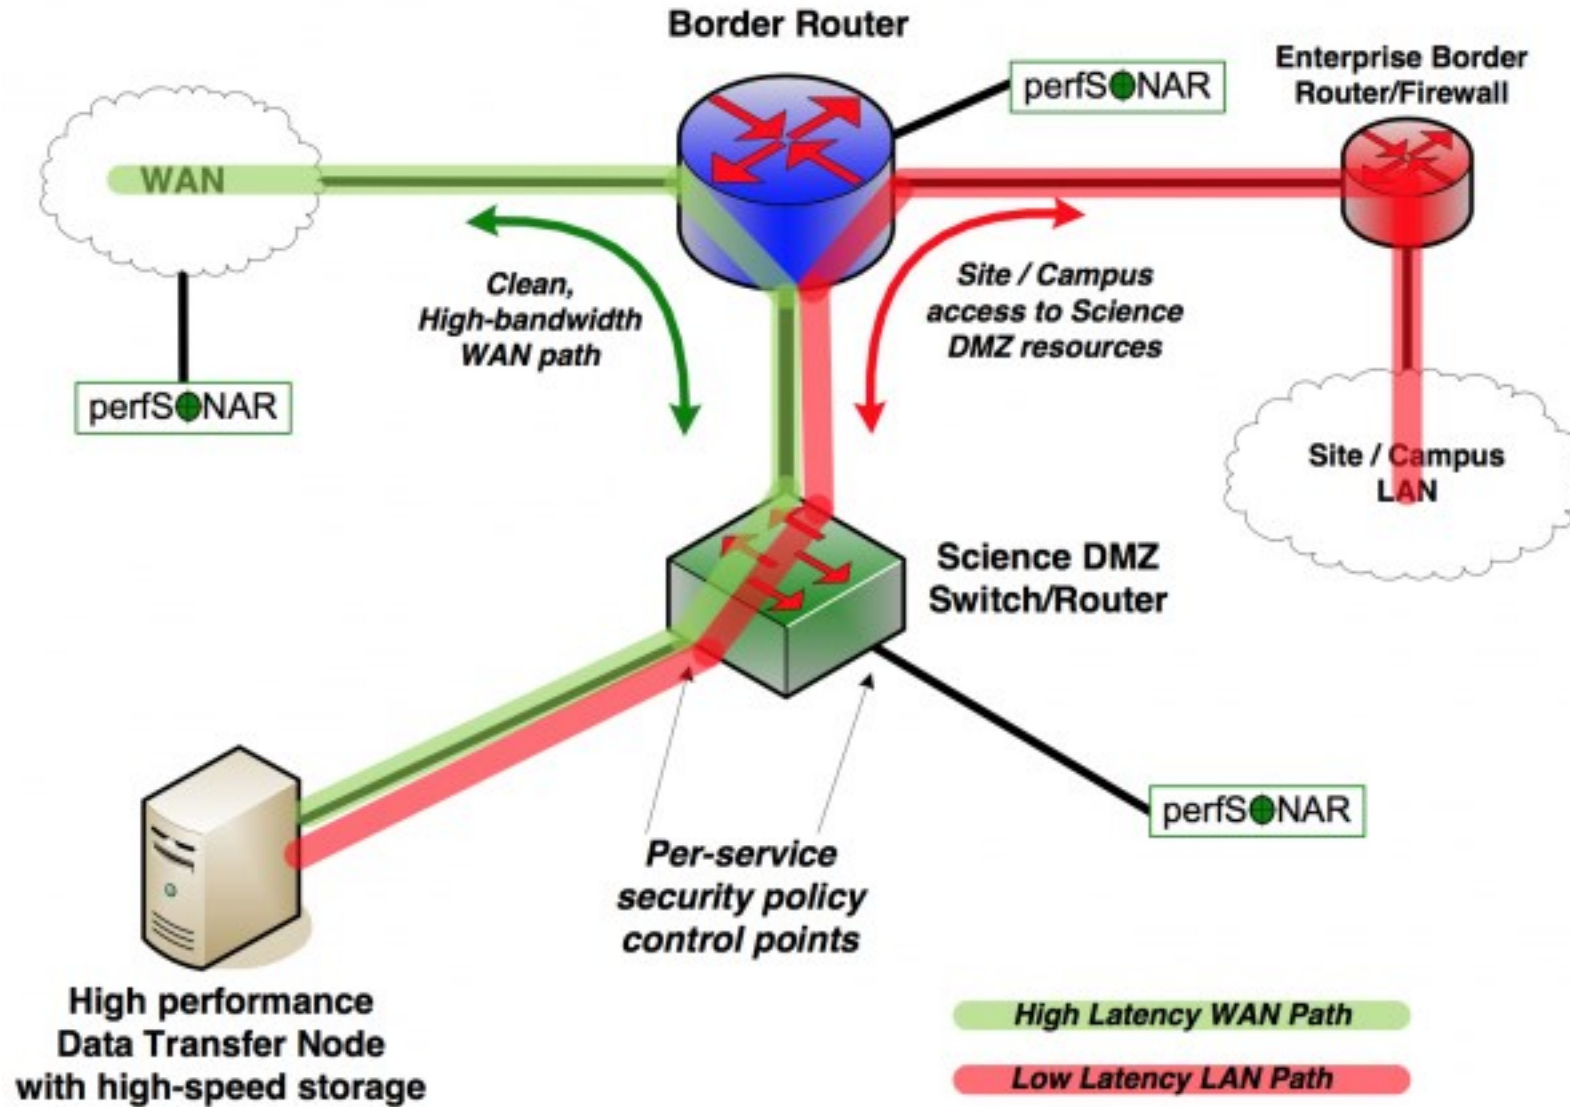 Border Router
perfSONAR
Enterprise Border
Router/Firewall
WAN
Clean,
High-bandwidth
WAN path
Site / Campus
access to Science
DMZ resources
perfSONAR
Site / Campus
LAN
Science DMZ
Switch/Router
perfSONAR
Per-service
security policy
control points
High performance
Data Transfer Node
with high-speed storage
High Latency WAN Path
Low Latency LAN Path